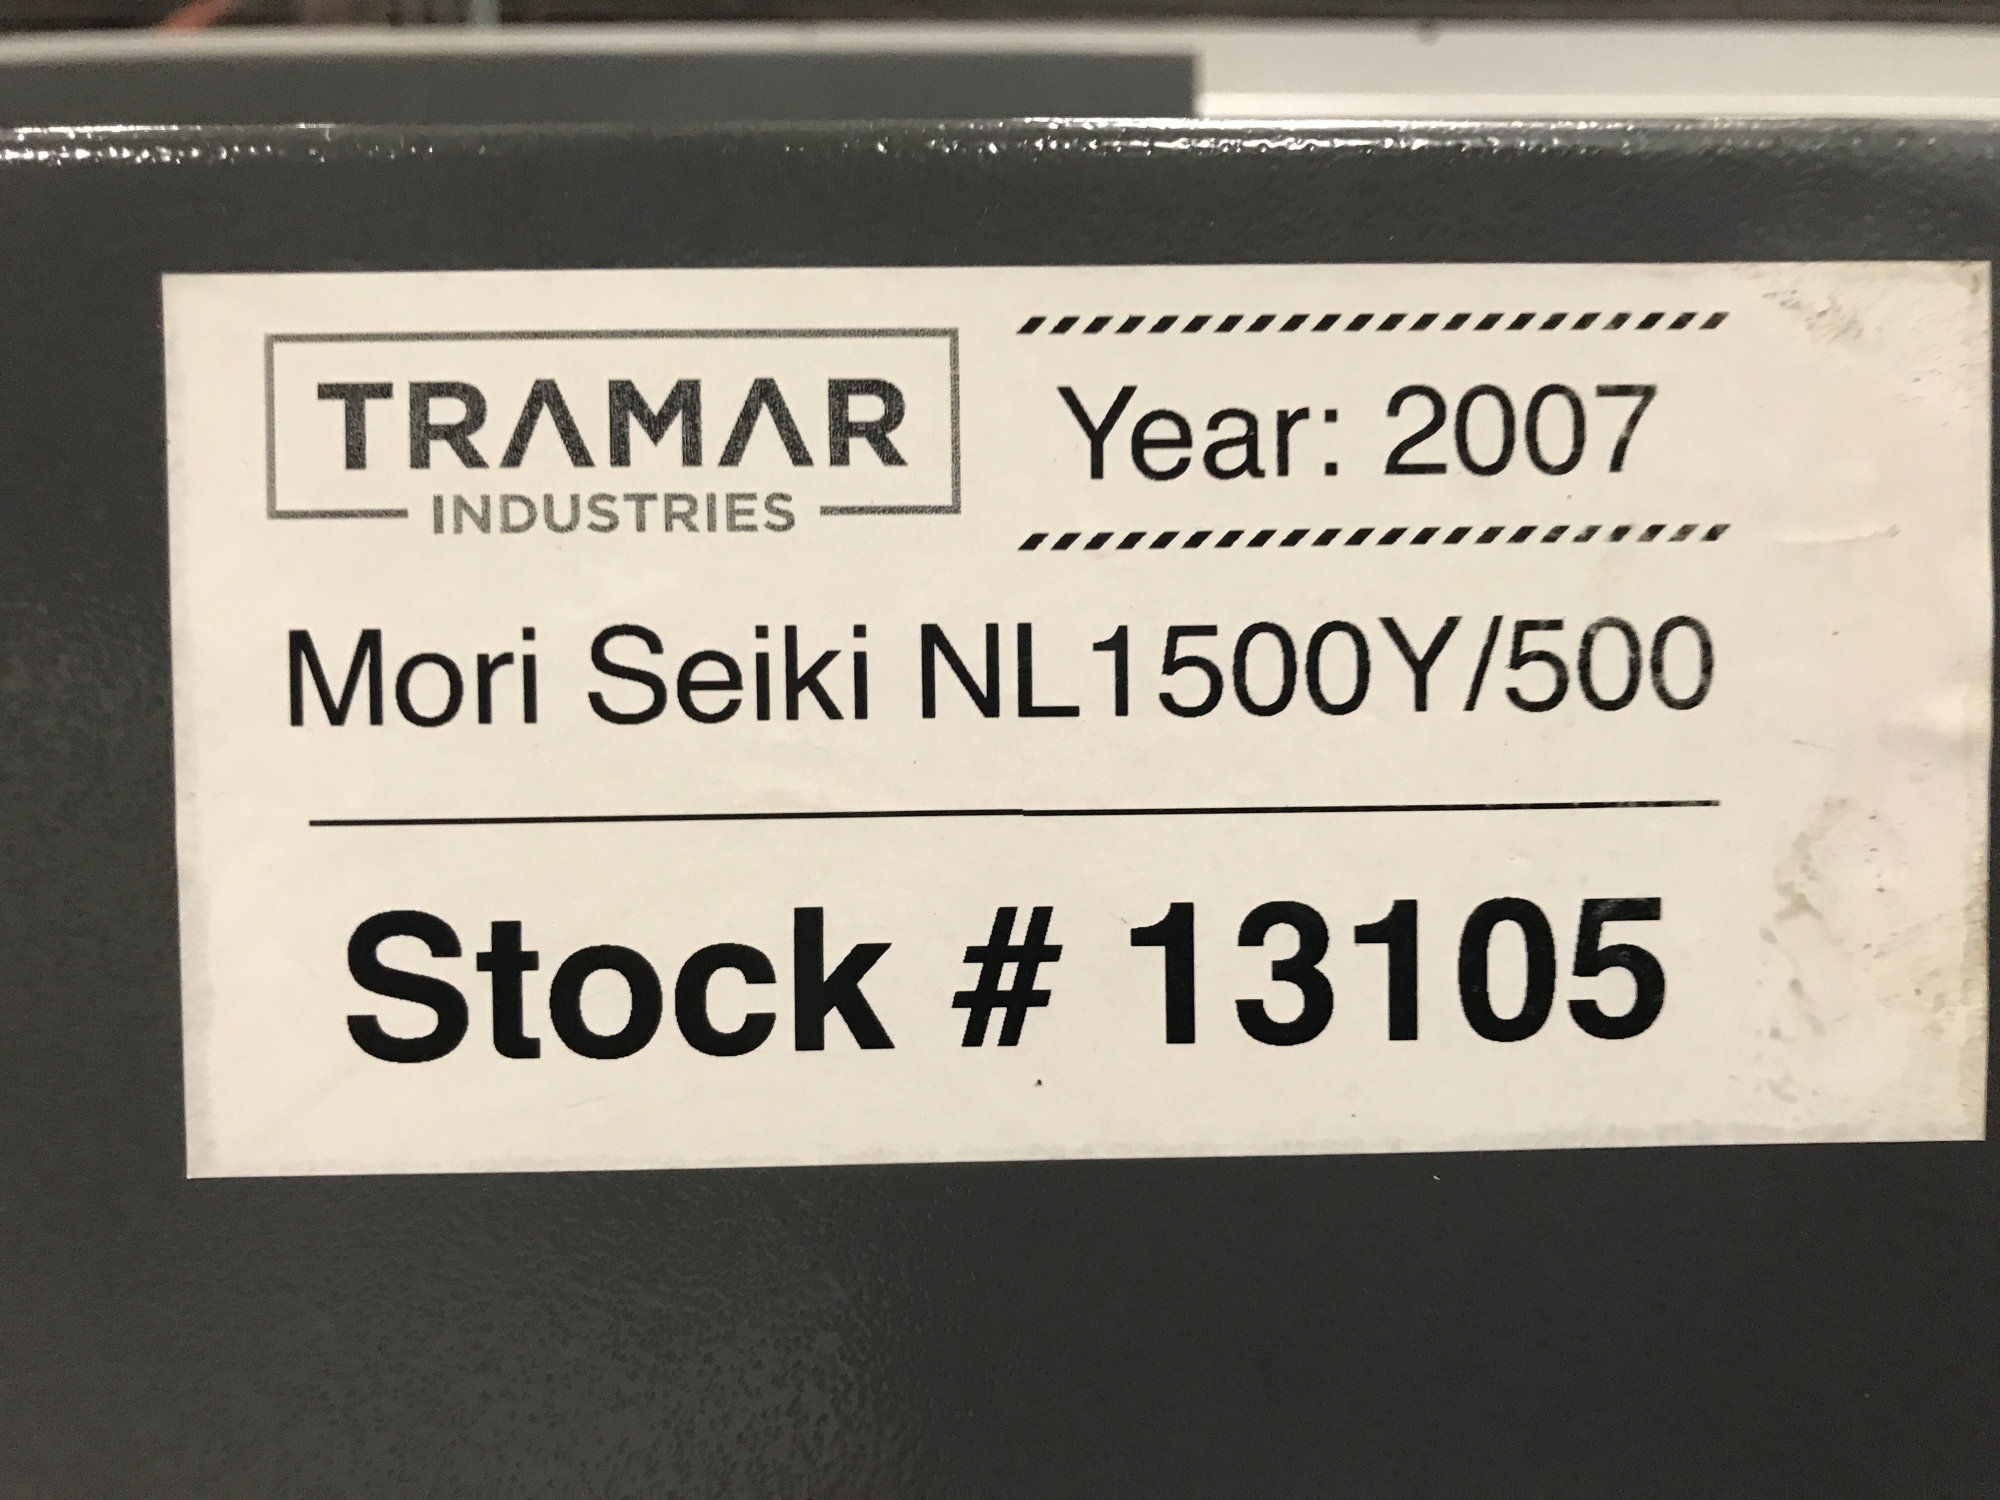 TRAMAR
INDUSTRIES
Year: 2007
Mori Seiki NL1500Y/500
Stock # 13105